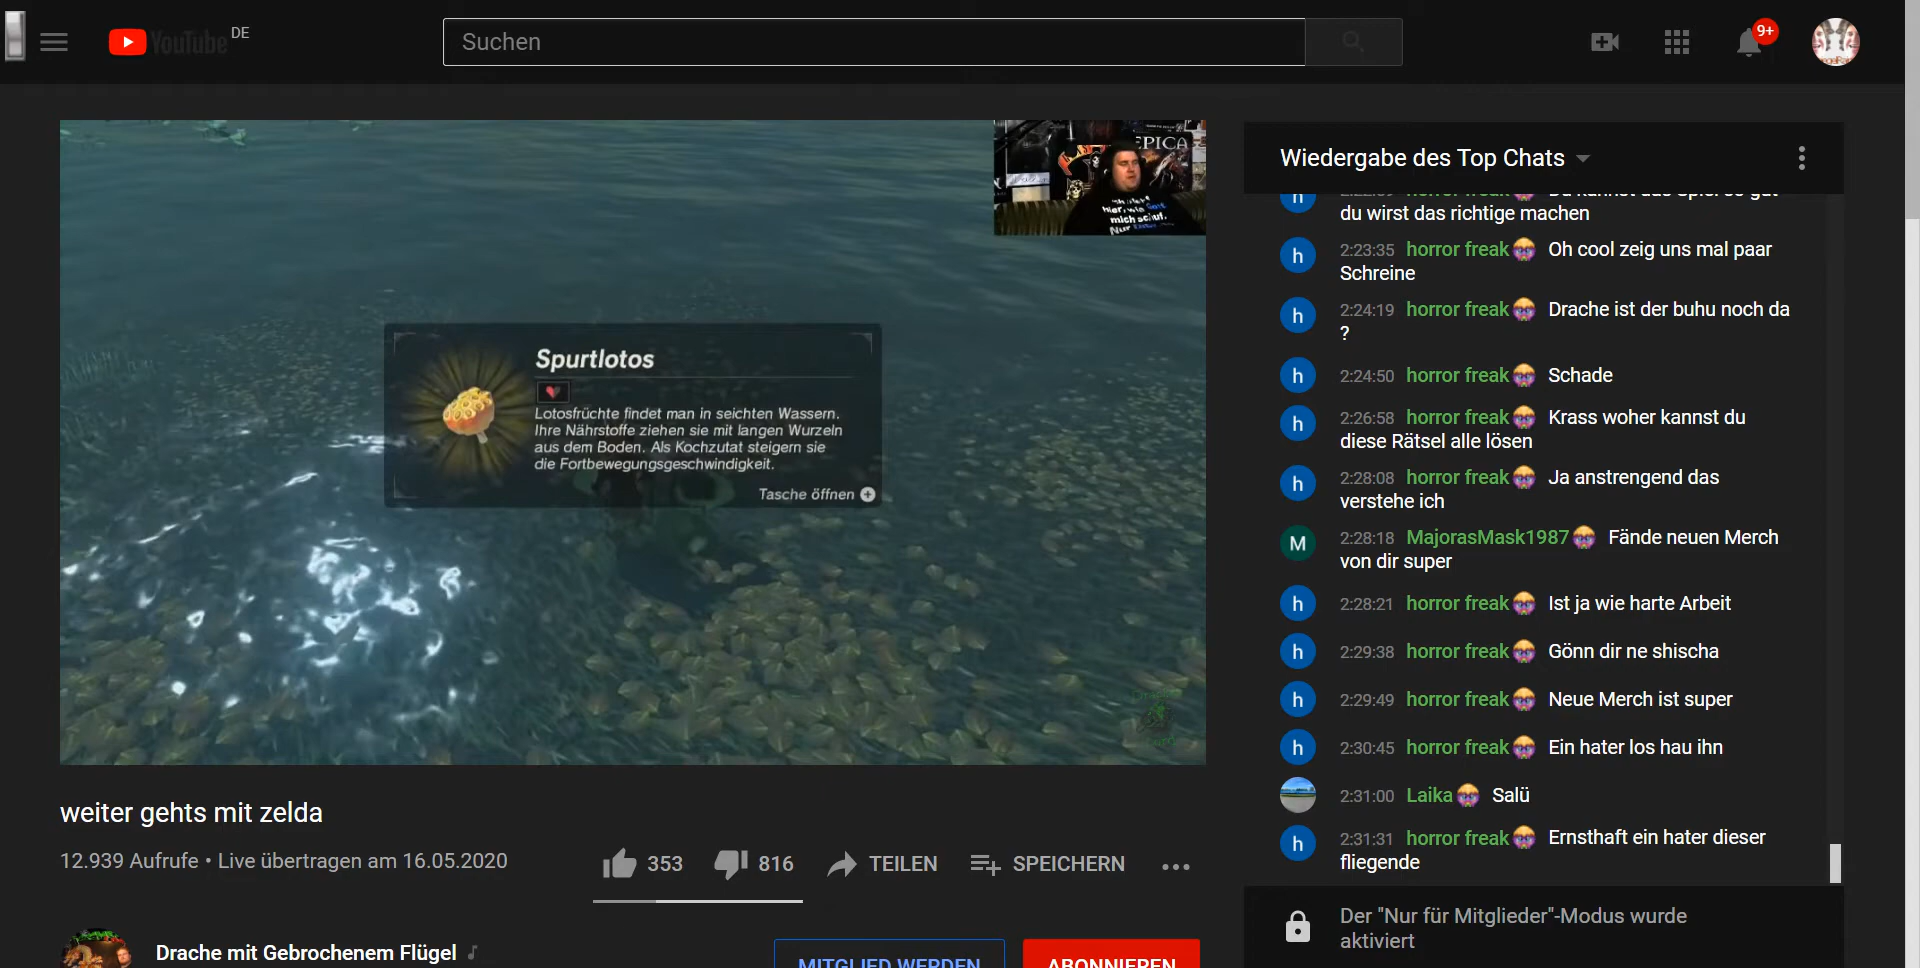 YouTube DE
Suchen
9+
EPICA
hier, wie Gott
mich schuf.
Nur
Spurtlotos
Lotosfrüchte findet man in seichten Wassern.
Ihre Nährstoffe ziehen sie mit langen Wurzeln
aus dem Boden. Als Kochzutat steigern sie
die Fortbewegungsgeschwindigkeit.
Tasche öffnen
weiter gehts mit zelda
12.939 Aufrufe • Live übertragen am 16.05.2020
353
816
TEILEN
SPEICHERN
Drache mit Gebrochenem Flügel
MITGLIED WERDEN
ABONNIEREN
Wiedergabe des Top Chats
du wirst das richtige machen
h 2:23:35 horror freak Oh cool zeig uns mal paar
Schreine
h 2:24:19 horror freak Drache ist der buhu noch da
?
h 2:24:50 horror freak Schade
h 2:26:58 horror freak Krass woher kannst du
diese Rätsel alle lösen
h 2:28:08 horror freak Ja anstrengend das
verstehe ich
M 2:28:18 MajorasMask1987 Fände neuen Merch
von dir super
h 2:28:21 horror freak Ist ja wie harte Arbeit
h 2:29:38 horror freak Gönn dir ne shischa
h 2:29:49 horror freak Neue Merch ist super
h 2:30:45 horror freak Ein hater los hau ihn
2:31:00 Laika Salü
h 2:31:31 horror freak Ernsthaft ein hater dieser
fliegende
Der "Nur für Mitglieder"-Modus wurde
aktiviert